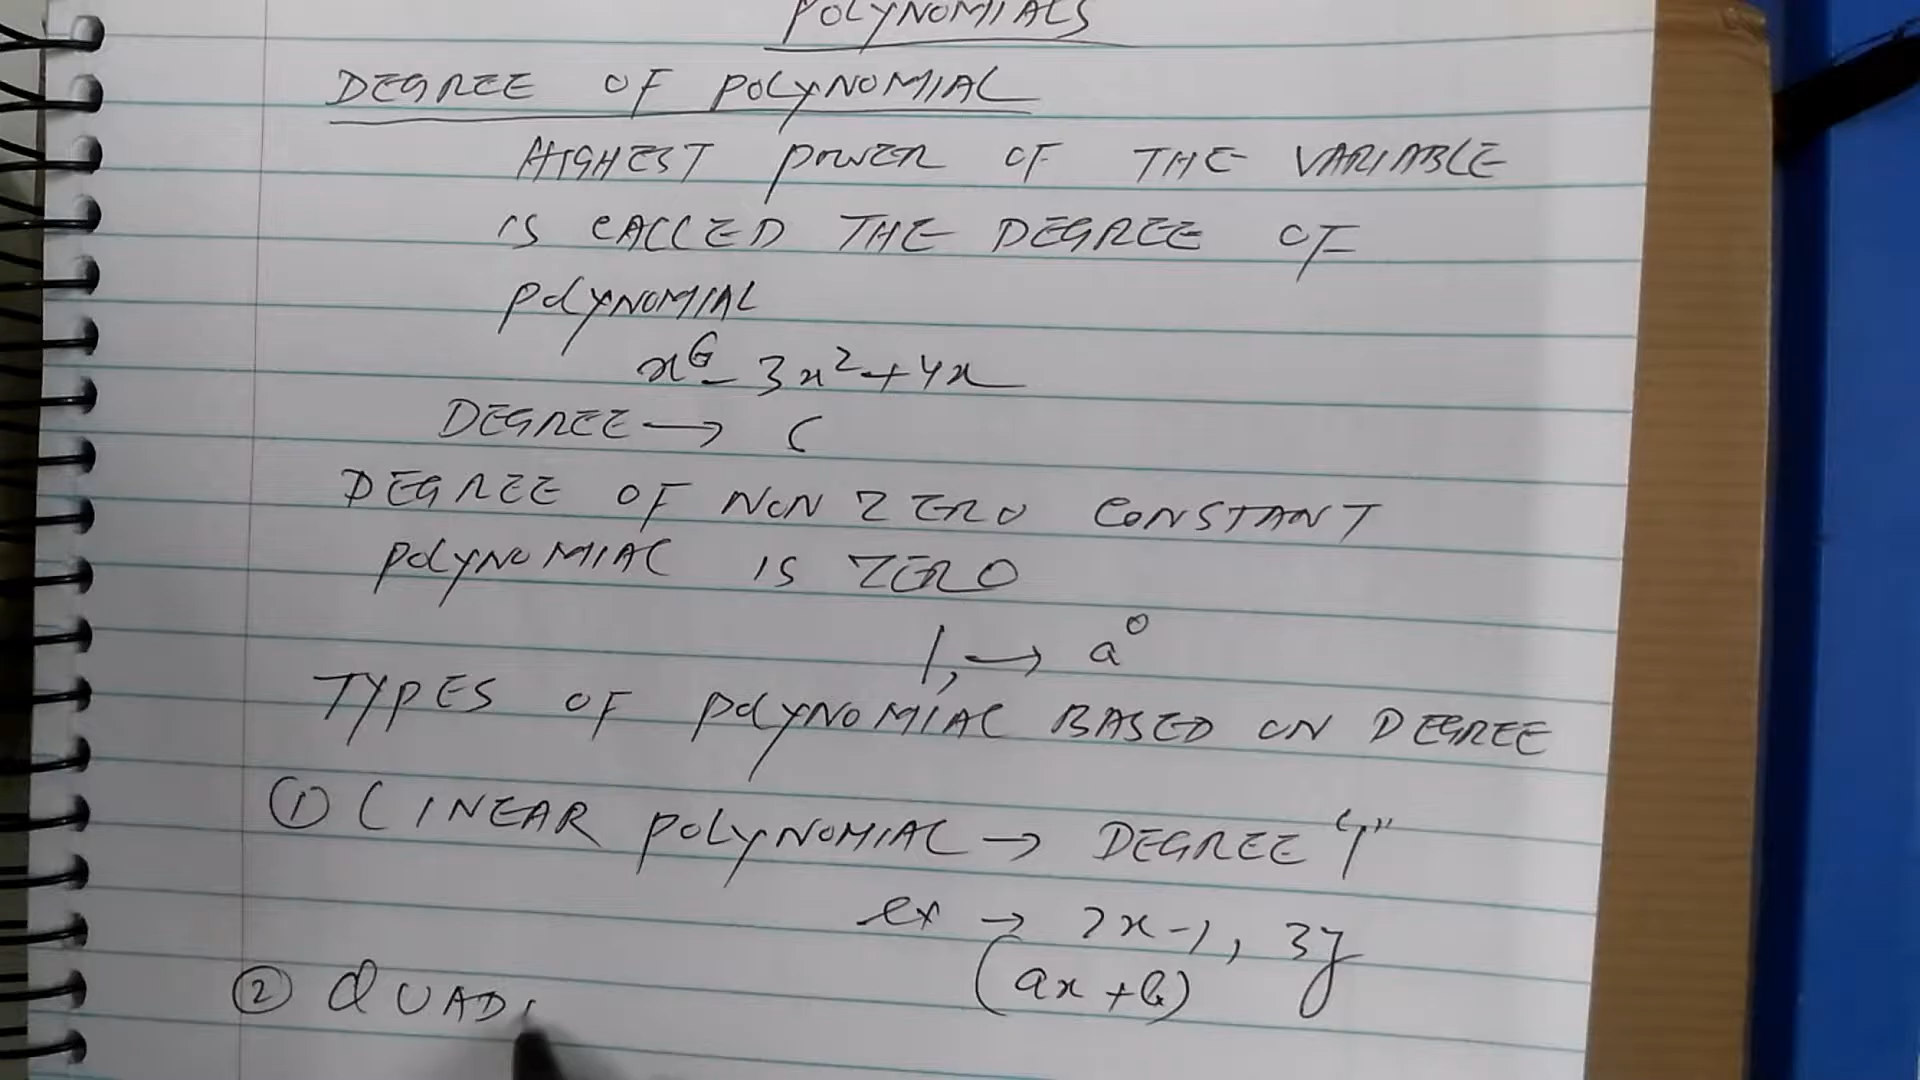 POLYNOMIALS
DEGREE OF POLYNOMIAL
HIGHEST POWER OF THE VARIABLE
IS CALLED THE DEGREE OF
POLYNOMIAL
x⁶ - 3x² + 4x
DEGREE → 6
DEGREE OF NON ZERO CONSTANT
POLYNOMIAL IS ZERO
1, → a⁰
TYPES OF POLYNOMIAL BASED ON DEGREE
① LINEAR POLYNOMIAL → DEGREE "1"
ex → 2x-1, 3y
(ax + b)
② QUAD